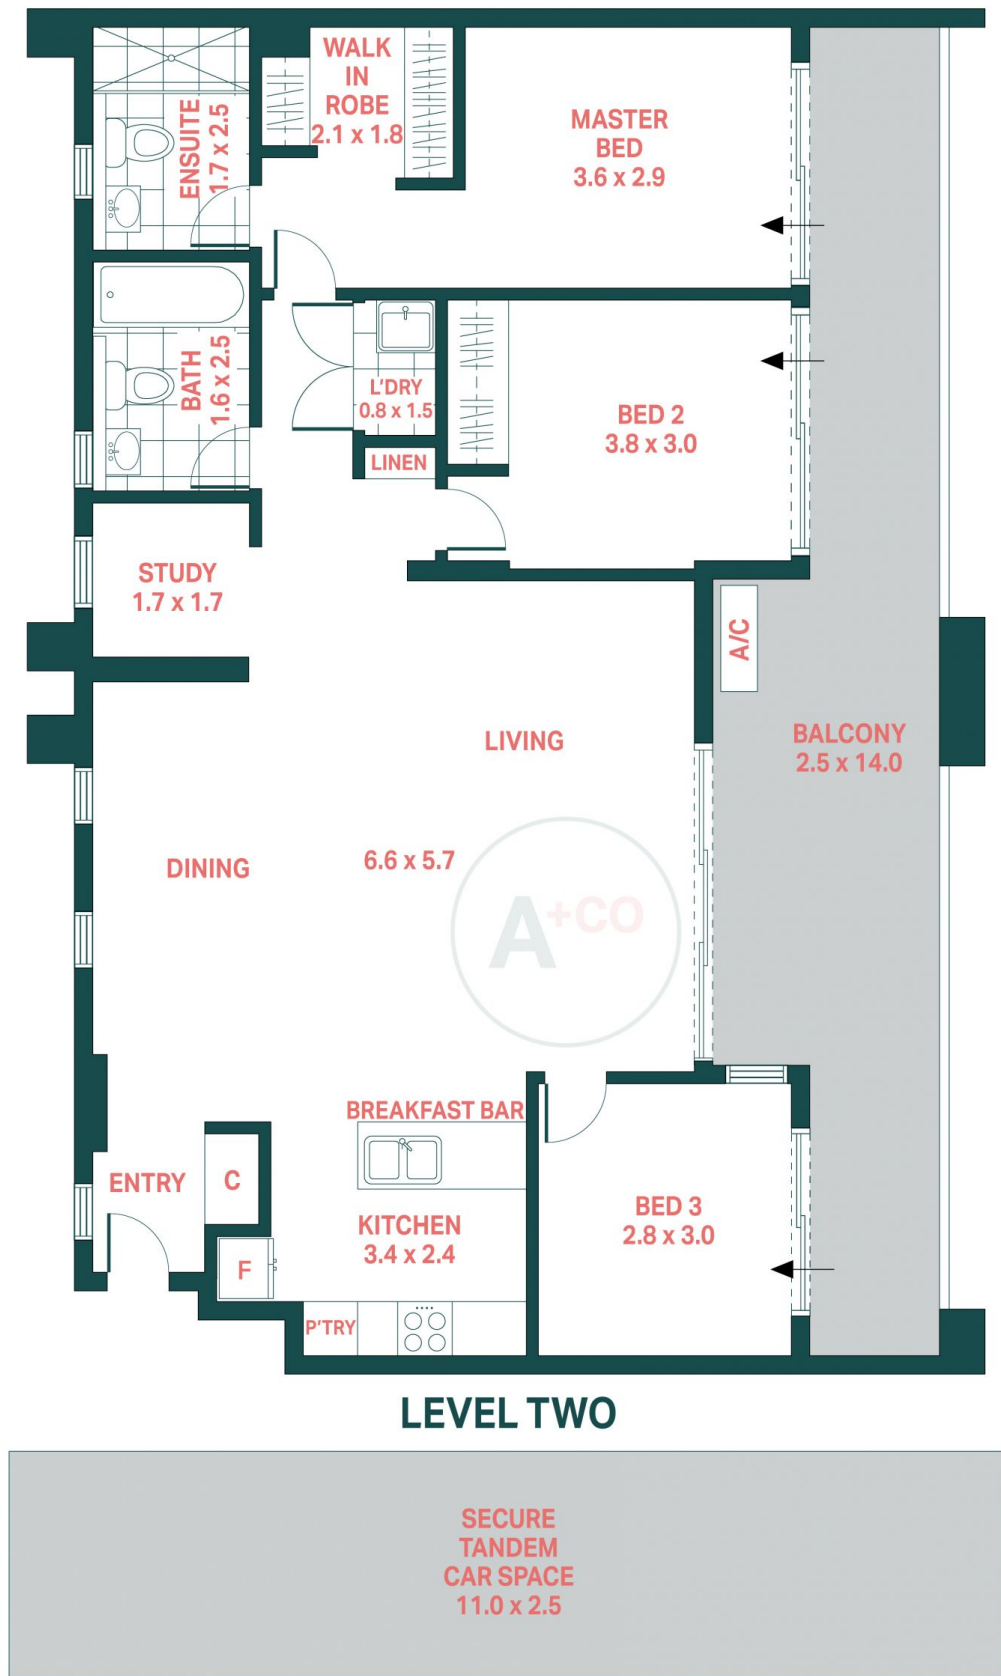 WALK
IN
ROBE
2.1 x 1.8
ENSUITE
1.7 x 2.5
MASTER
BED
3.6 x 2.9
BATH
1.6 x 2.5
L'DRY
0.8 x 1.5
LINEN
BED 2
3.8 x 3.0
STUDY
1.7 x 1.7
A/C
LIVING
BALCONY
2.5 x 14.0
DINING
6.6 x 5.7
A+CO
BREAKFAST BAR
ENTRY
C
KITCHEN
3.4 x 2.4
BED 3
2.8 x 3.0
F
P'TRY
LEVEL TWO
SECURE
TANDEM
CAR SPACE
11.0 x 2.5